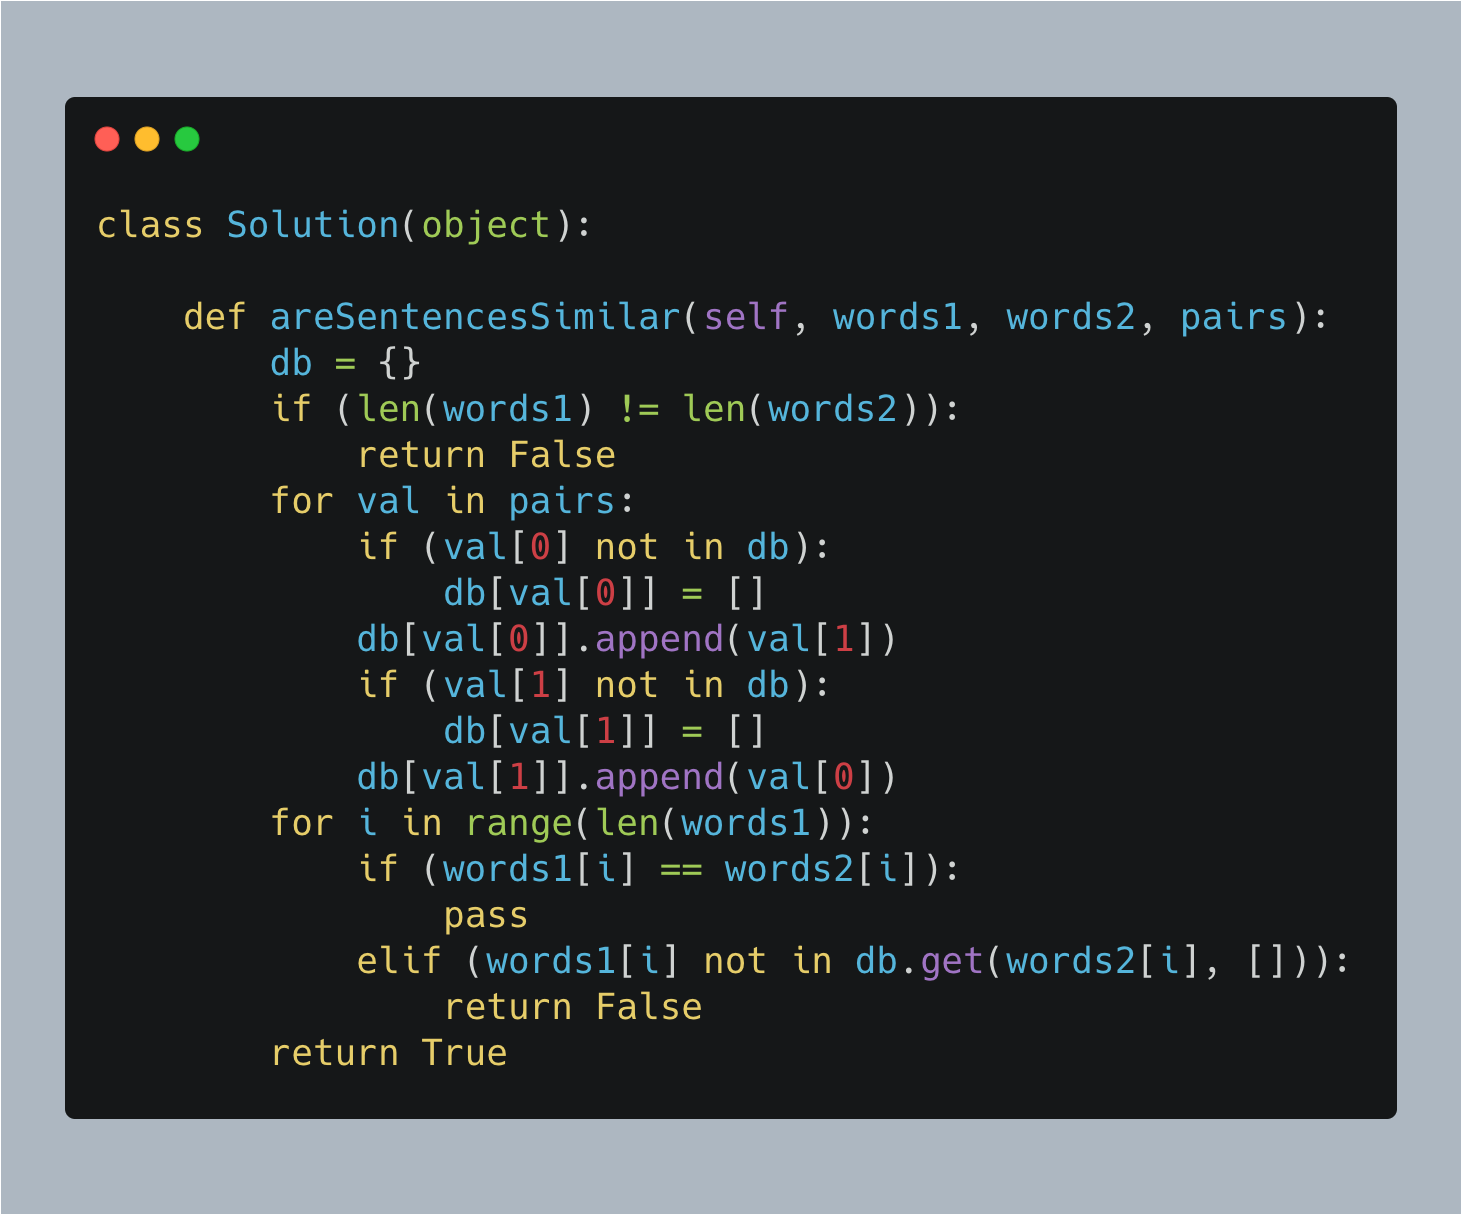 class Solution(object):

    def areSentencesSimilar(self, words1, words2, pairs):
        db = {}
        if (len(words1) != len(words2)):
            return False
        for val in pairs:
            if (val[0] not in db):
                db[val[0]] = []
            db[val[0]].append(val[1])
            if (val[1] not in db):
                db[val[1]] = []
            db[val[1]].append(val[0])
        for i in range(len(words1)):
            if (words1[i] == words2[i]):
                pass
            elif (words1[i] not in db.get(words2[i], [])):
                return False
        return True